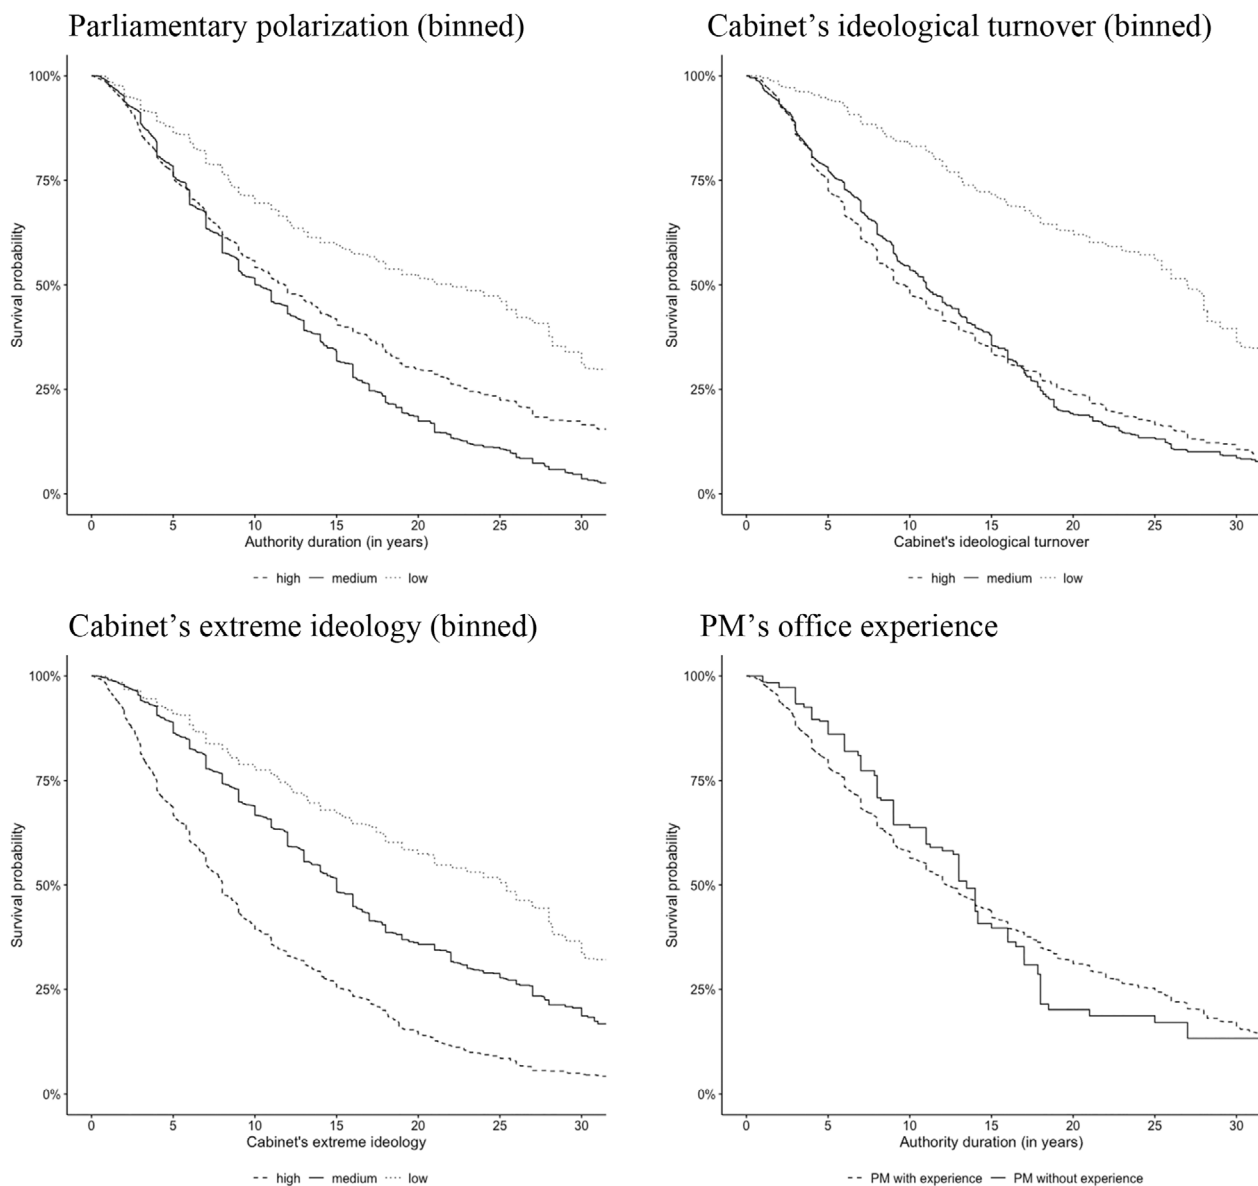 Parliamentary polarization (binned)
100%
75%
50%
25%
0%
Survival probability
0 5 10 15 20 25 30
Authority duration (in years)
high medium low
Cabinet’s ideological turnover (binned)
100%
75%
50%
25%
0%
Survival probability
0 5 10 15 20 25 30
Cabinet's ideological turnover
high medium low
Cabinet’s extreme ideology (binned)
100%
75%
50%
25%
0%
Survival probability
0 5 10 15 20 25 30
Cabinet's extreme ideology
high medium low
PM’s office experience
100%
75%
50%
25%
0%
Survival probability
0 5 10 15 20 25 30
Authority duration (in years)
PM with experience PM without experience